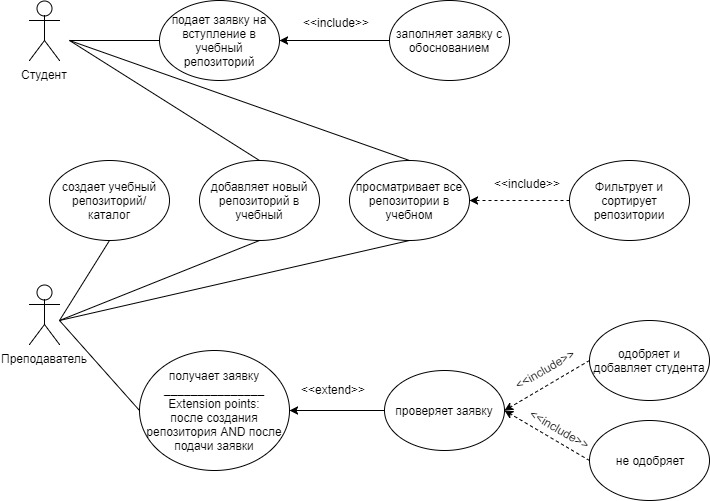 подает заявку на
вступление в
учебный
репозиторий
<<include>>
заполняет заявку с
обоснованием
Студент
создает учебный
репозиторий/
каталог
добавляет новый
репозиторий в
учебный
просматривает все
репозитории в
учебном
<<include>>
Фильтрует и
сортирует
репозитории
Преподаватель
получает заявку
Extension points:
после создания
репозитория AND после
подачи заявки
<<extend>>
проверяет заявку
<<include>>
одобряет и
добавляет студента
<<include>>
не одобряет